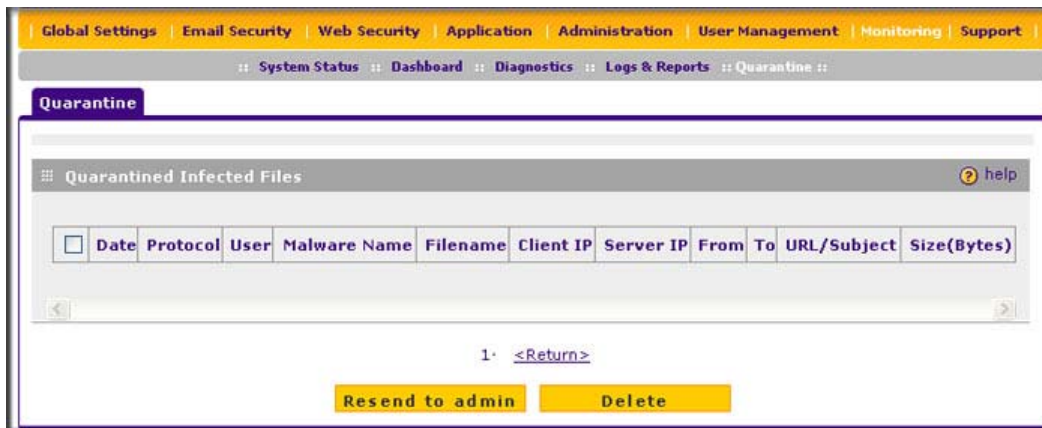 | Global Settings | Email Security | Web Security | Application | Administration | User Management | Monitoring | Support |
:: System Status :: Dashboard :: Diagnostics :: Logs & Reports :: Quarantine ::
Quarantine
Quarantined Infected Files ? help
Date Protocol User Malware Name Filename Client IP Server IP From To URL/Subject Size(Bytes)
1· <Return>
Resend to admin Delete